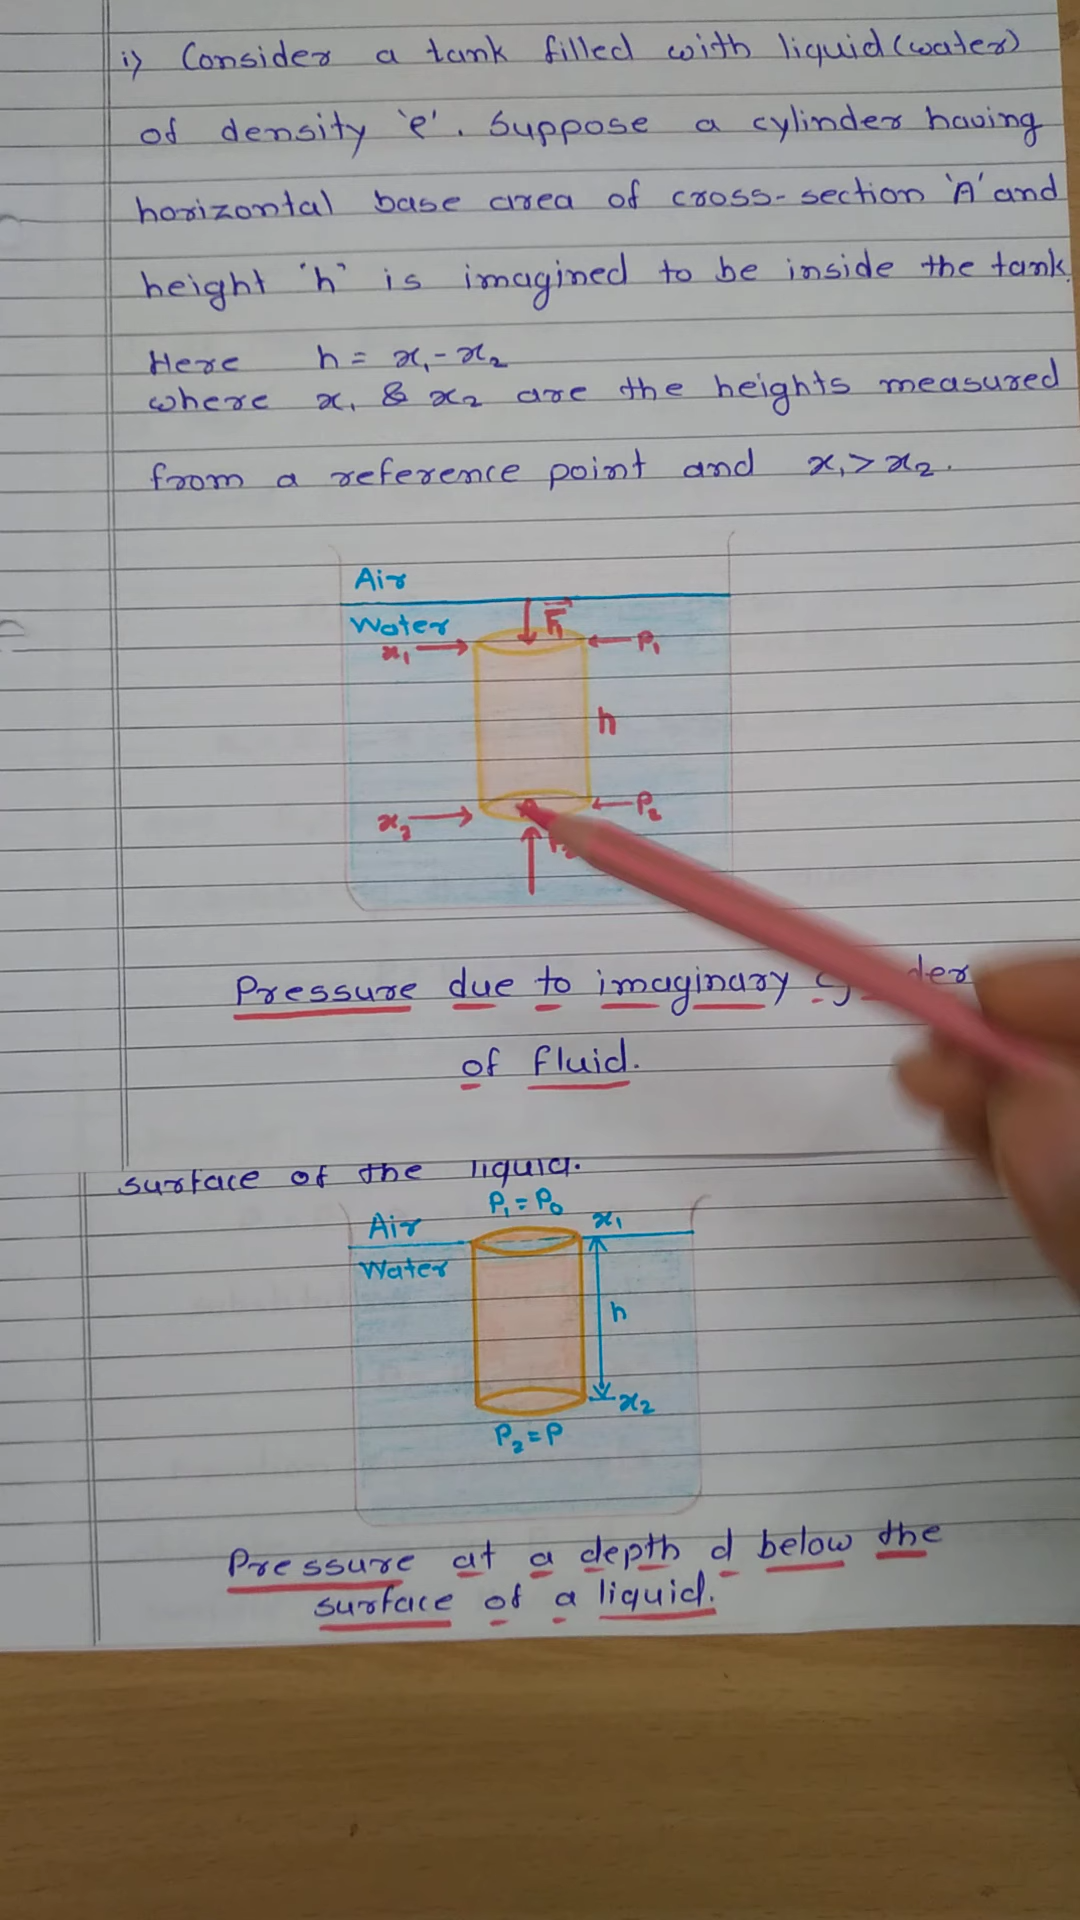 i) Consider a tank filled with liquid (water)
of density 'ρ'. Suppose a cylinder having
horizontal base area of cross-section 'A' and
height 'h' is imagined to be inside the tank.
Here h = x₁ - x₂
where x₁ & x₂ are the heights measured
from a reference point and x₁ > x₂.
Air
Water F₁
x₁ P₁
h
x₂ P₂
Pressure due to imaginary
of fluid.
surface of the liquid.
P₁ = P₀
Air x₁
Water
h
x₂
P₂ = P
Pressure at a depth d below the
surface of a liquid.